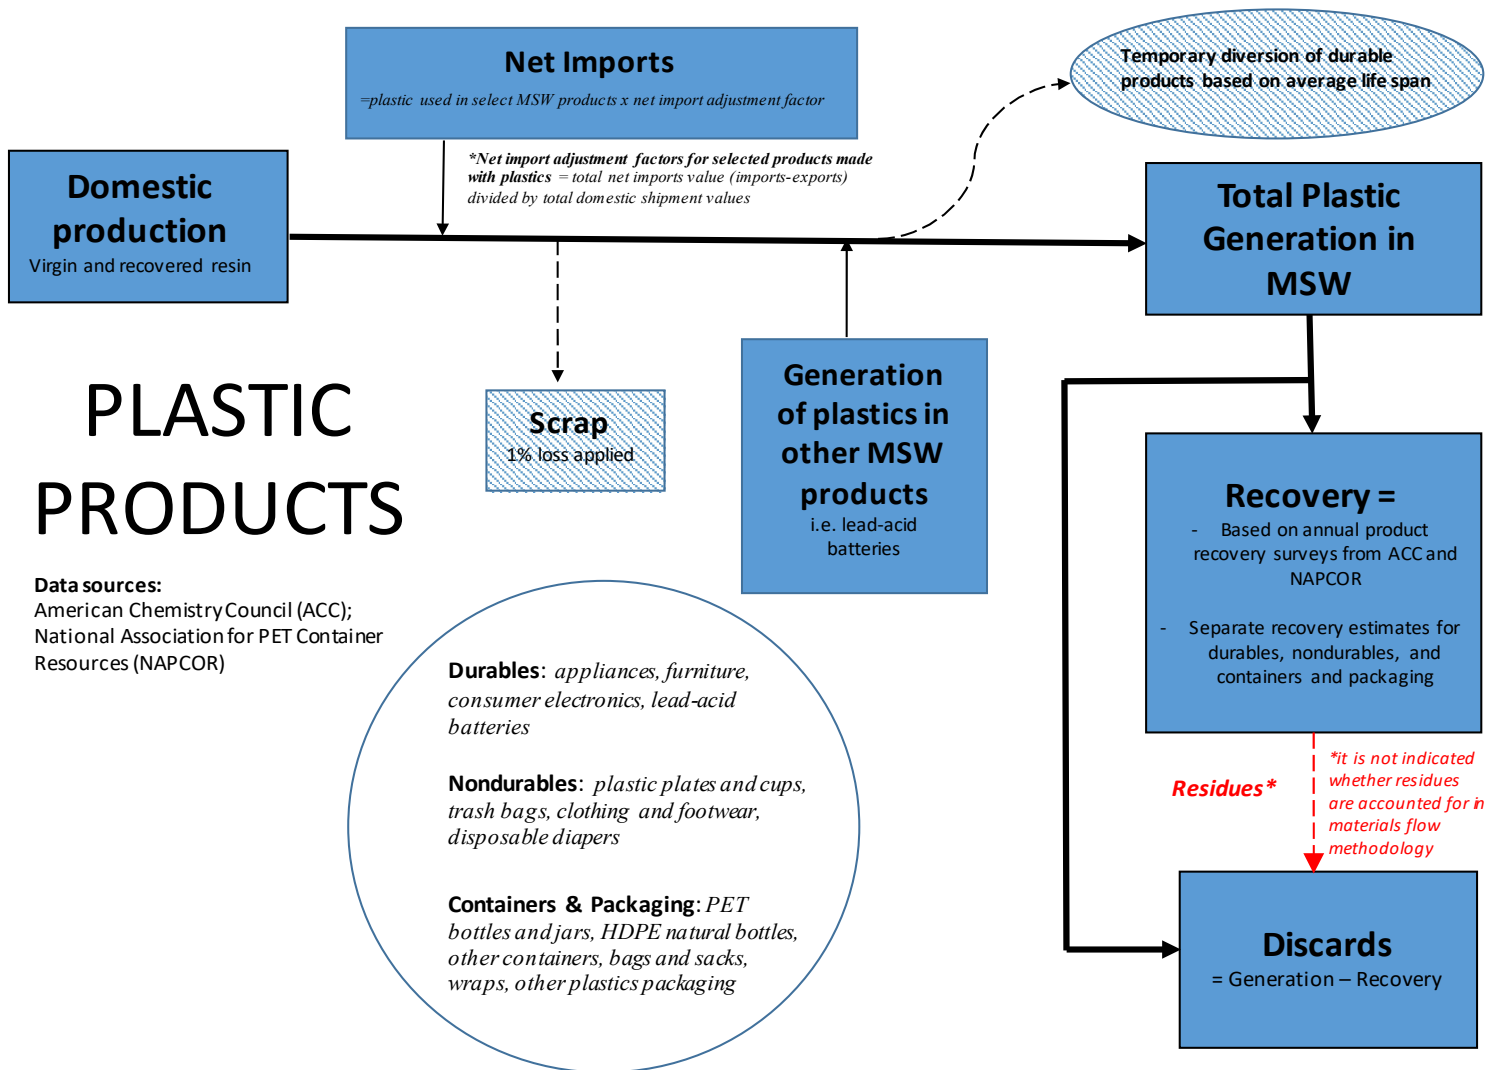 Net Imports
=plastic used in select MSW products x net import adjustment factor
Temporary diversion of durable
products based on average life span
*Net import adjustment factors for selected products made
with plastics = total net imports value (imports-exports)
divided by total domestic shipment values
Domestic
production
Virgin and recovered resin
Total Plastic
Generation in
MSW
PLASTIC
PRODUCTS
Scrap
1% loss applied
Generation
of plastics in
other MSW
products
i.e. lead-acid
batteries
Recovery =
- Based on annual product
recovery surveys from ACC and
NAPCOR
- Separate recovery estimates for
durables, nondurables, and
containers and packaging
Data sources:
American Chemistry Council (ACC);
National Association for PET Container
Resources (NAPCOR)
Durables: appliances, furniture,
consumer electronics, lead-acid
batteries
Nondurables: plastic plates and cups,
trash bags, clothing and footwear,
disposable diapers
Containers & Packaging: PET
bottles and jars, HDPE natural bottles,
other containers, bags and sacks,
wraps, other plastics packaging
Residues*
*it is not indicated
whether residues
are accounted for in
materials flow
methodology
Discards
= Generation – Recovery